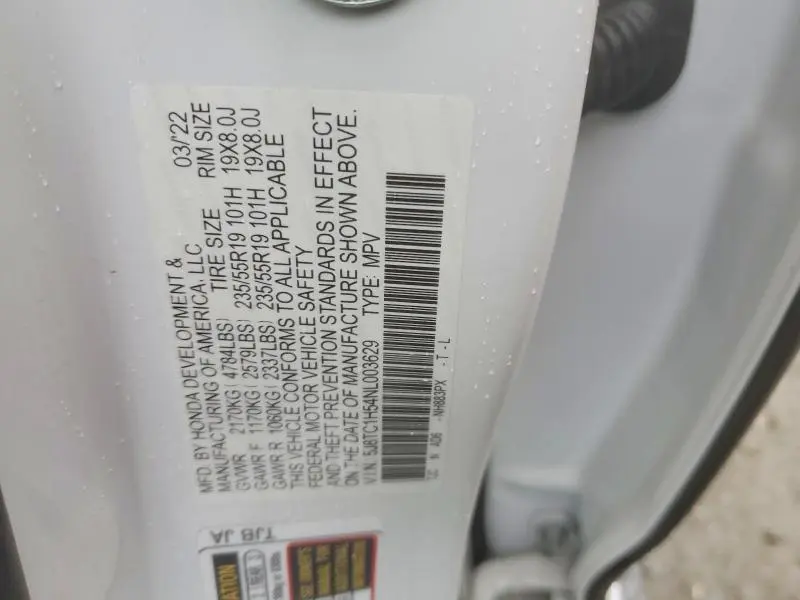 MFD. BY HONDA DEVELOPMENT & 03/'22
MANUFACTURING OF AMERICA, LLC
GVWR 2170KG( 4784LBS) TIRE SIZE RIM SIZE
GAWR F 1170KG( 2579LBS) 235/55R19 101H 19X8.0J
GAWR R 1060KG( 2337LBS) 235/55R19 101H 19X8.0J
THIS VEHICLE CONFORMS TO ALL APPLICABLE
FEDERAL MOTOR VEHICLE SAFETY
AND THEFT PREVENTION STANDARDS IN EFFECT
ON THE DATE OF MANUFACTURE SHOWN ABOVE.
V I N: 5J8TC1H54NL003629 TYPE: MPV
AD6 -NH883PX -T-L
TJB JA